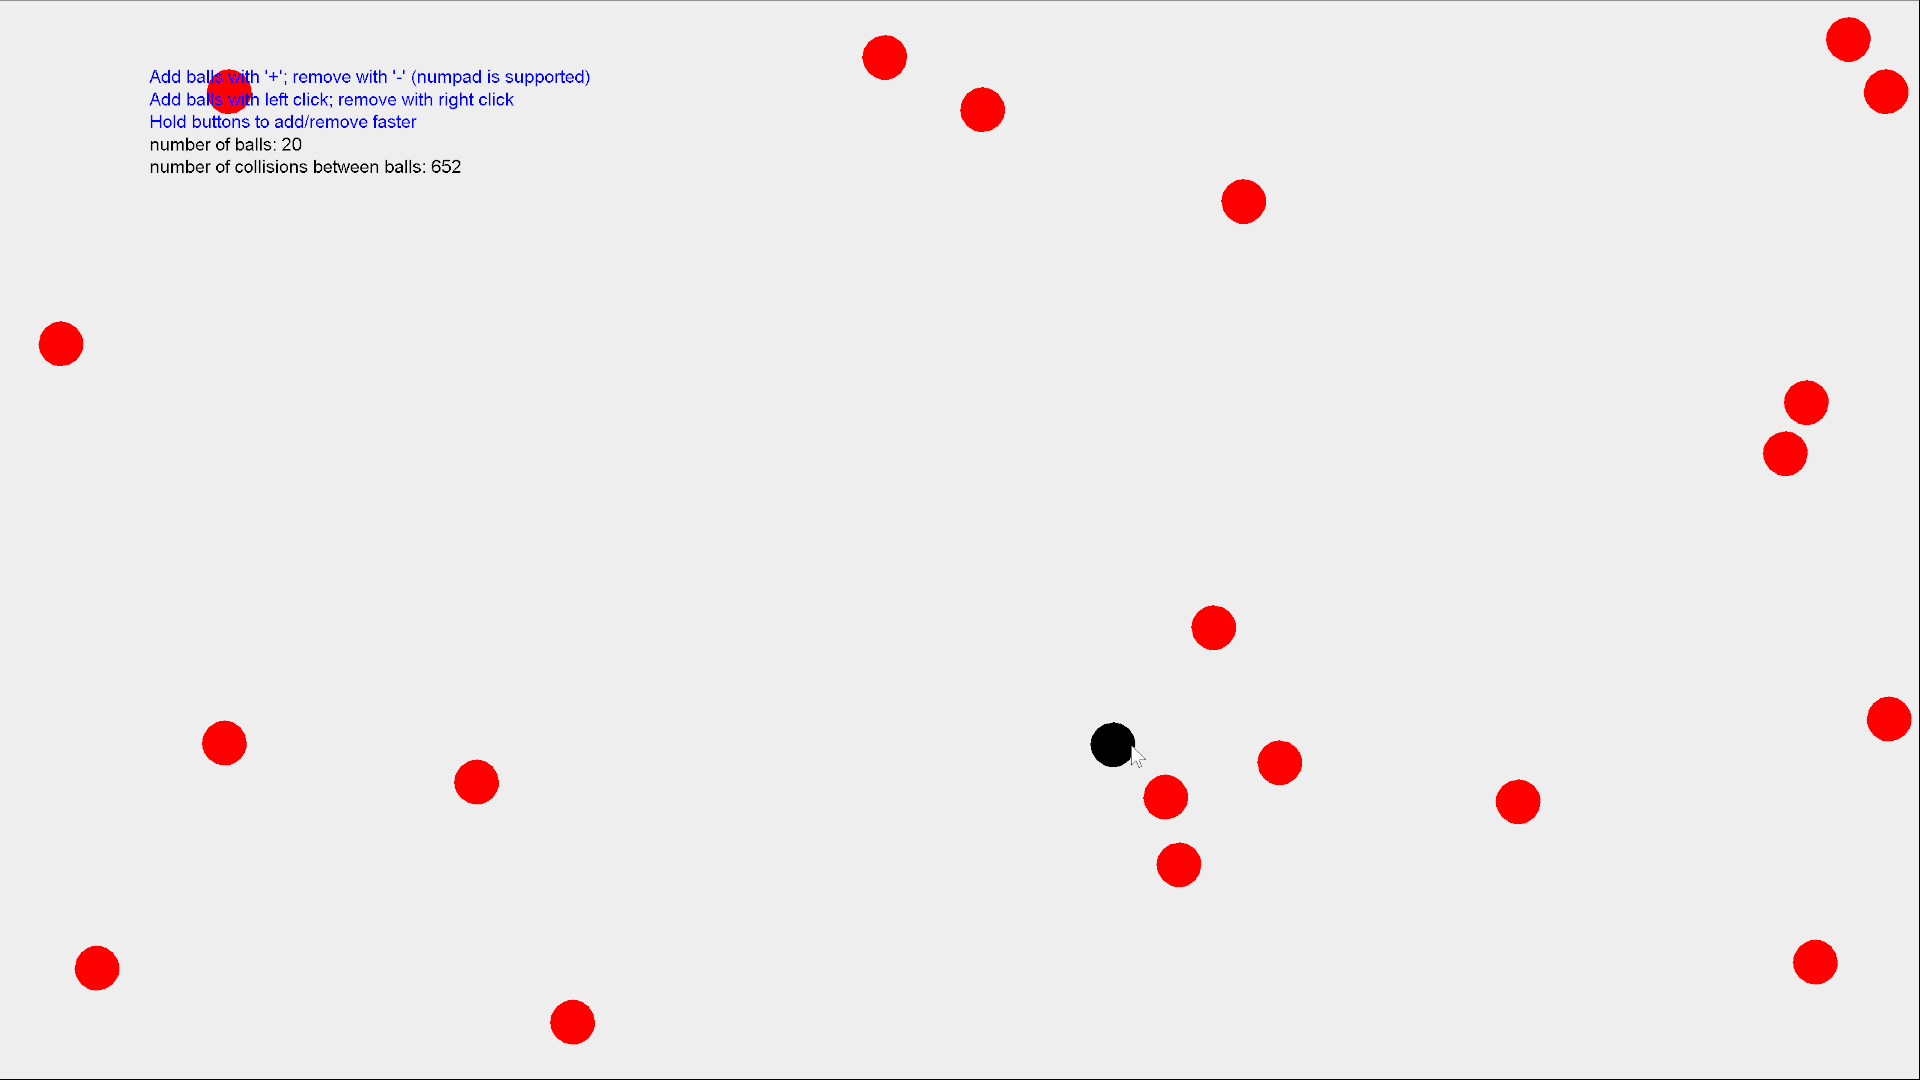 Add balls with '+'; remove with '-' (numpad is supported)
Add balls with left click; remove with right click
Hold buttons to add/remove faster
number of balls: 20
number of collisions between balls: 652